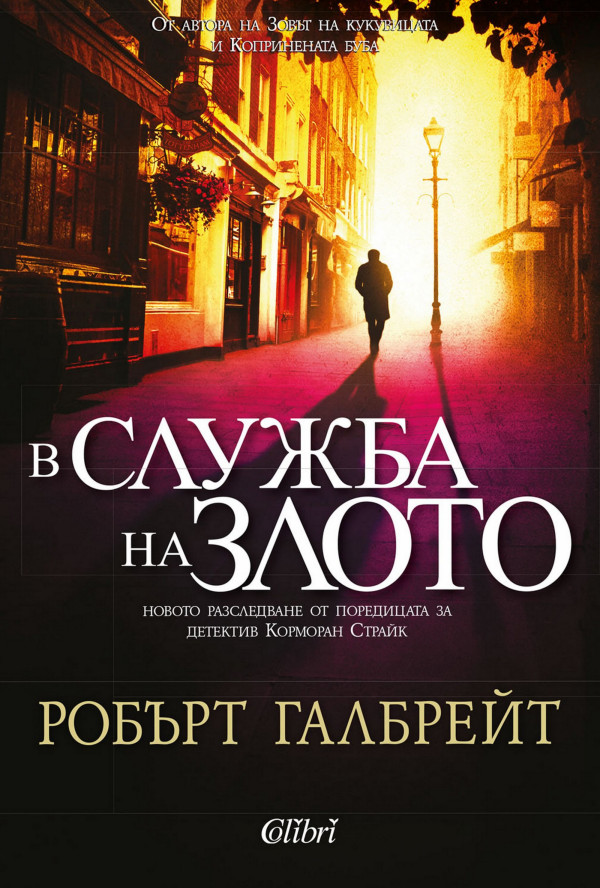 От автора на Зовът на кукувицата
и Копринената буба
в Служба
на Злото
новото разследване от поредицата за
детектив Корморан Страйк
Робърт Галбрейт
Colibri